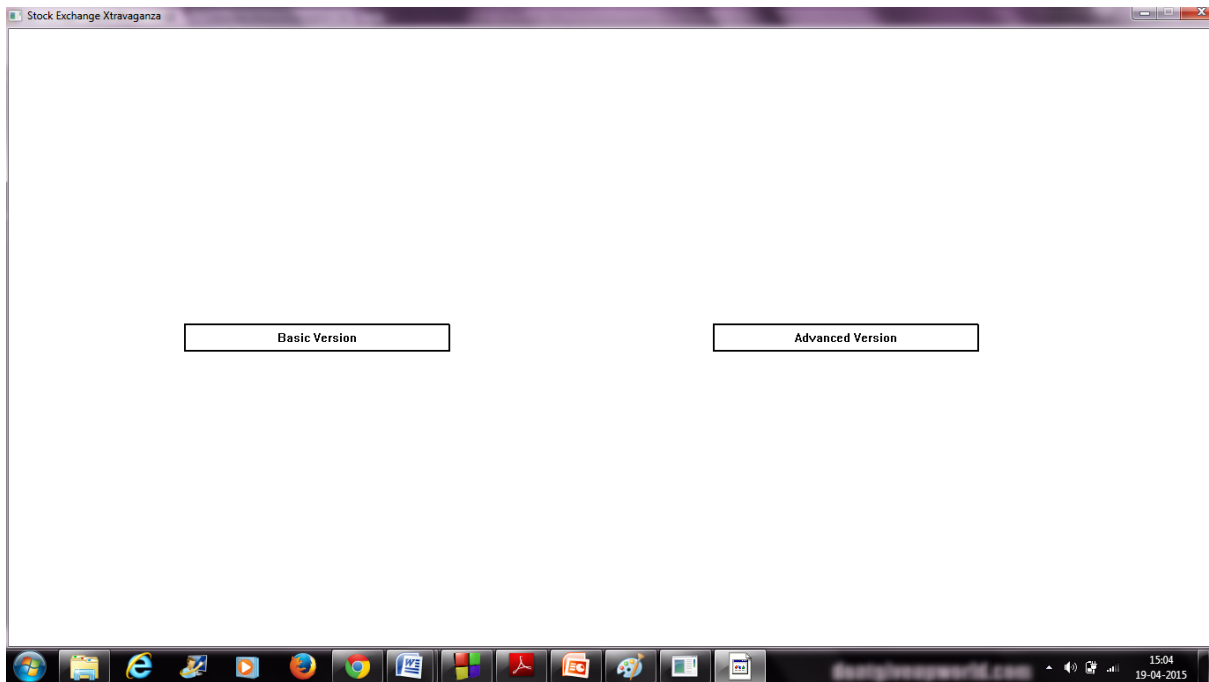 Stock Exchange Xtravaganza
Basic Version
Advanced Version
15:04
19-04-2015